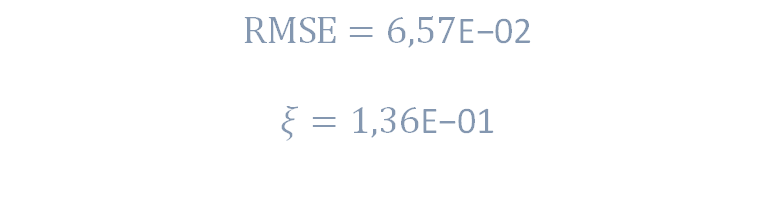 RMSE = 6,57E−02
ξ = 1,36E−01